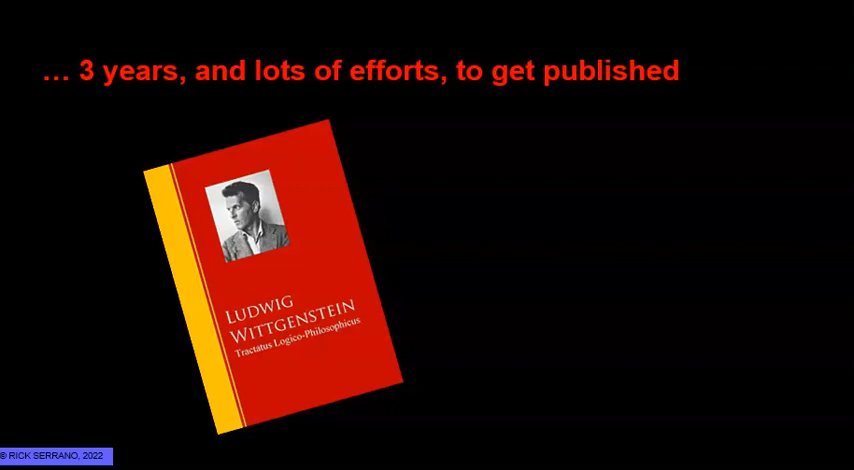 ... 3 years, and lots of efforts, to get published
LUDWIG
WITTGENSTEIN
Tractatus Logico-Philosophicus
© RICK SERRANO, 2022